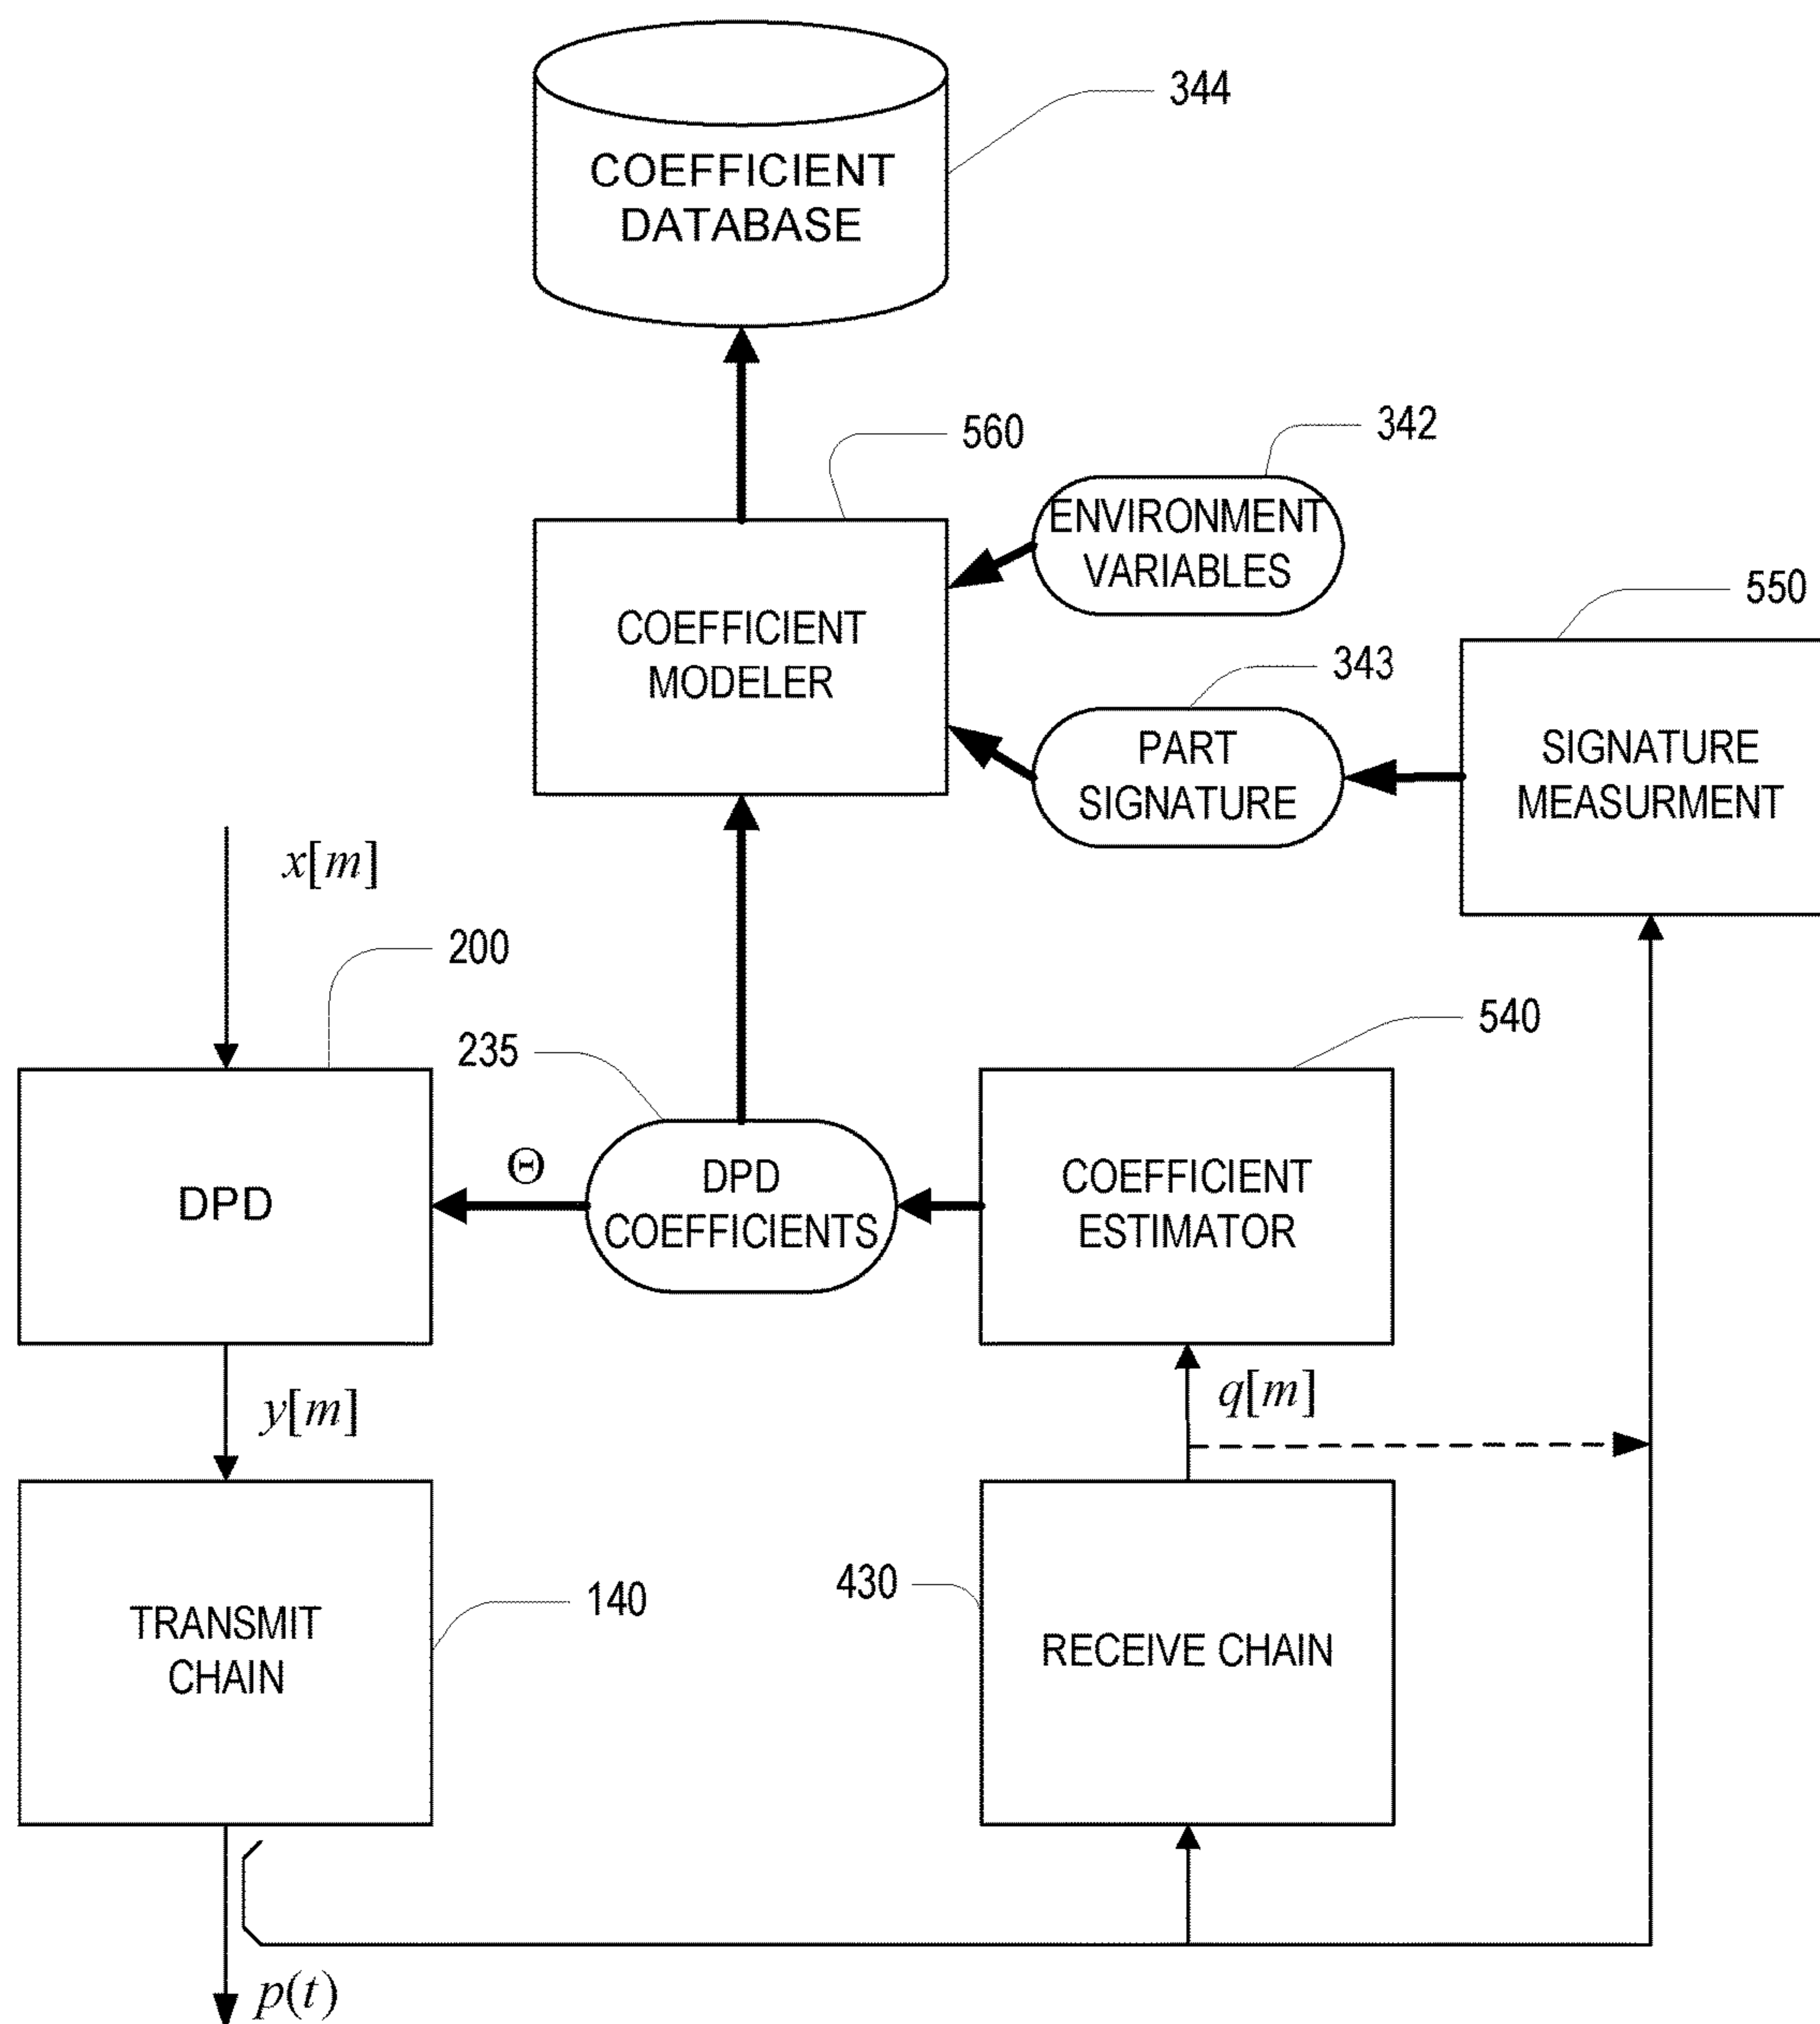 344
COEFFICIENT
DATABASE
560
342
ENVIRONMENT
VARIABLES
550
COEFFICIENT
MODELER
343
PART
SIGNATURE
SIGNATURE
MEASURMENT
x[m]
200
235
540
DPD
Θ
DPD
COEFFICIENTS
COEFFICIENT
ESTIMATOR
y[m]
q[m]
TRANSMIT
CHAIN
140
430
RECEIVE CHAIN
p(t)